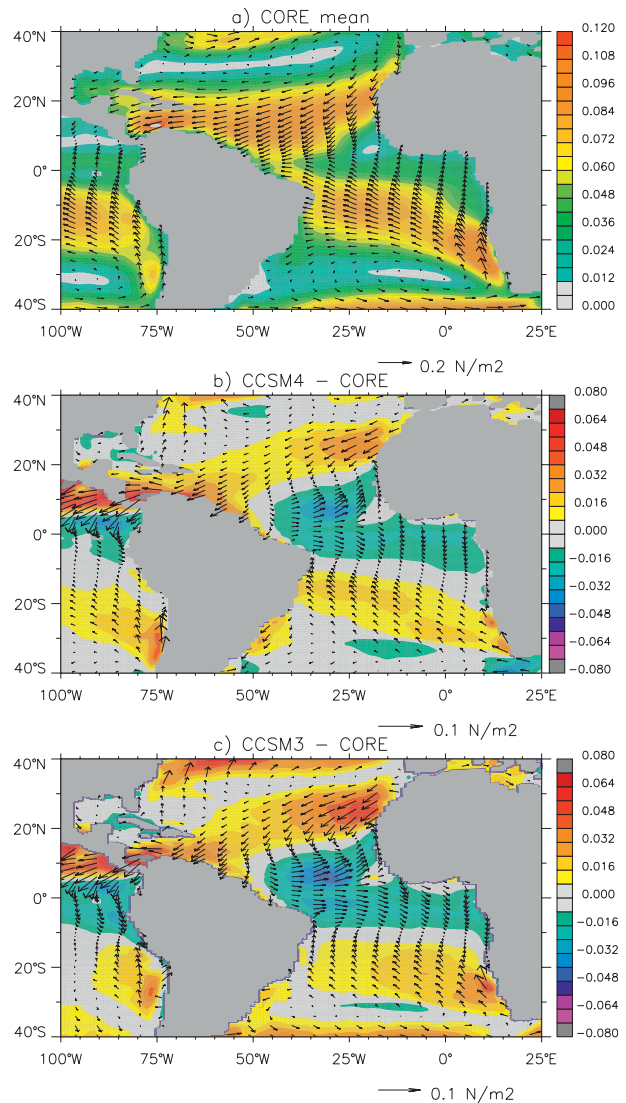 a) CORE mean
40°N
20°N
0°
20°S
40°S
100°W 75°W 50°W 25°W 0° 25°E
0.120
0.108
0.096
0.084
0.072
0.060
0.048
0.036
0.024
0.012
0.000
0.2 N/m2
b) CCSM4 – CORE
40°N
20°N
0°
20°S
40°S
100°W 75°W 50°W 25°W 0° 25°E
0.080
0.064
0.048
0.032
0.016
0.000
−0.016
−0.032
−0.048
−0.064
−0.080
0.1 N/m2
c) CCSM3 – CORE
40°N
20°N
0°
20°S
40°S
100°W 75°W 50°W 25°W 0° 25°E
0.080
0.064
0.048
0.032
0.016
0.000
−0.016
−0.032
−0.048
−0.064
−0.080
0.1 N/m2